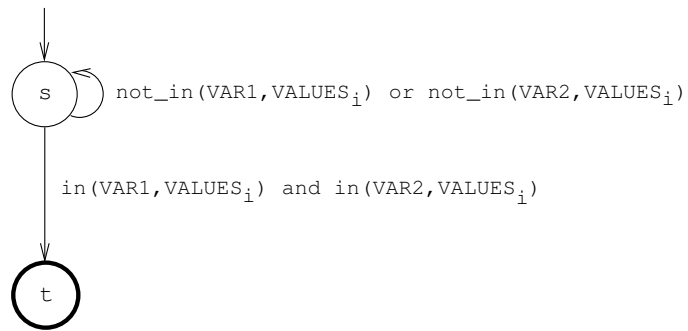 s not_in(VAR1,VALUES_i) or not_in(VAR2,VALUES_i)
in(VAR1,VALUES_i) and in(VAR2,VALUES_i)
t